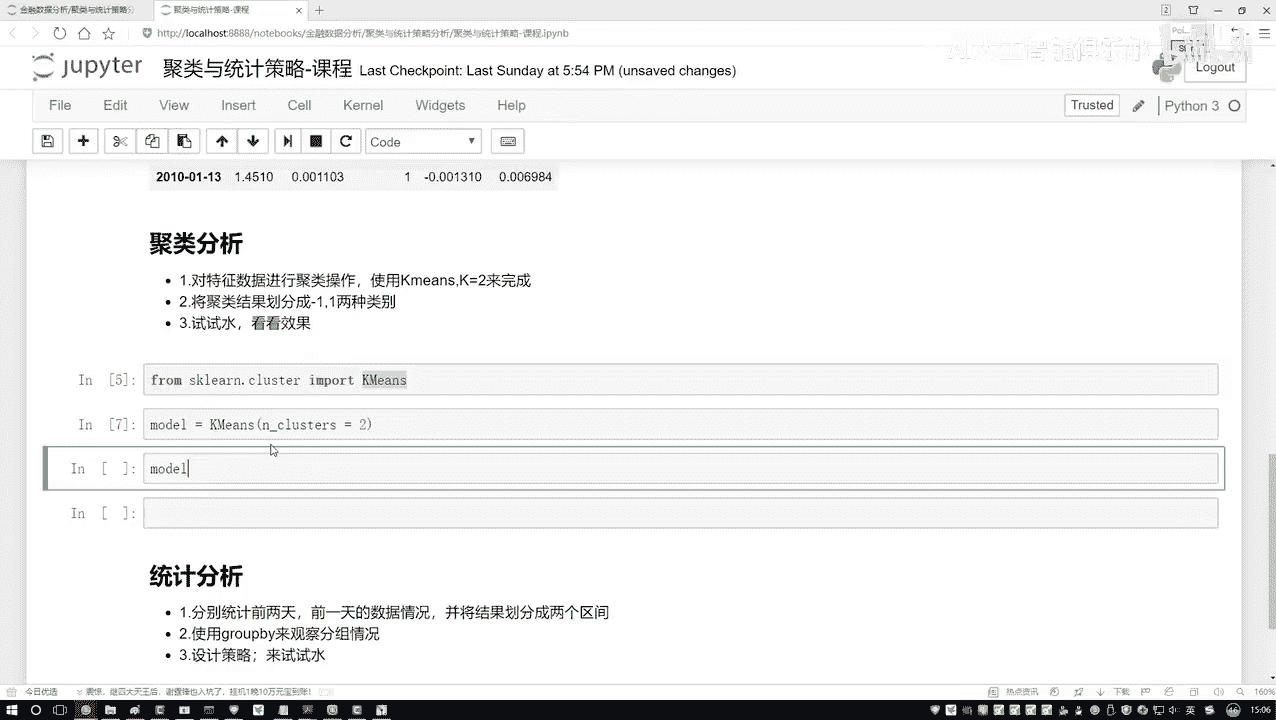 金融数据分析/聚类与统计策略分
聚类与统计策略-课程
http://localhost:8888/notebooks/金融数据分析/聚类与统计策略分析/聚类与统计策略-课程.ipynb
jupyter 聚类与统计策略-课程 Last Checkpoint: Last Sunday at 5:54 PM (unsaved changes)
Logout
File Edit View Insert Cell Kernel Widgets Help
Trusted Python 3
Code
2010-01-13 1.4510 0.001103 1 -0.001310 0.006984
聚类分析
1.对特征数据进行聚类操作，使用Kmeans,K=2来完成
2.将聚类结果划分成-1,1两种类别
3.试试水，看看效果
In [5]: from sklearn.cluster import KMeans
In [7]: model = KMeans(n_clusters = 2)
In [ ]: model
In [ ]:
统计分析
1.分别统计前两天，前一天的数据情况，并将结果划分成两个区间
2.使用groupby来观察分组情况
3.设计策略；来试试水
今日优选 震惊，继四大天王后，谢霆锋也入坑了，挂机1晚10万元宝到账！
热点资讯 下载 160%
英 15:06